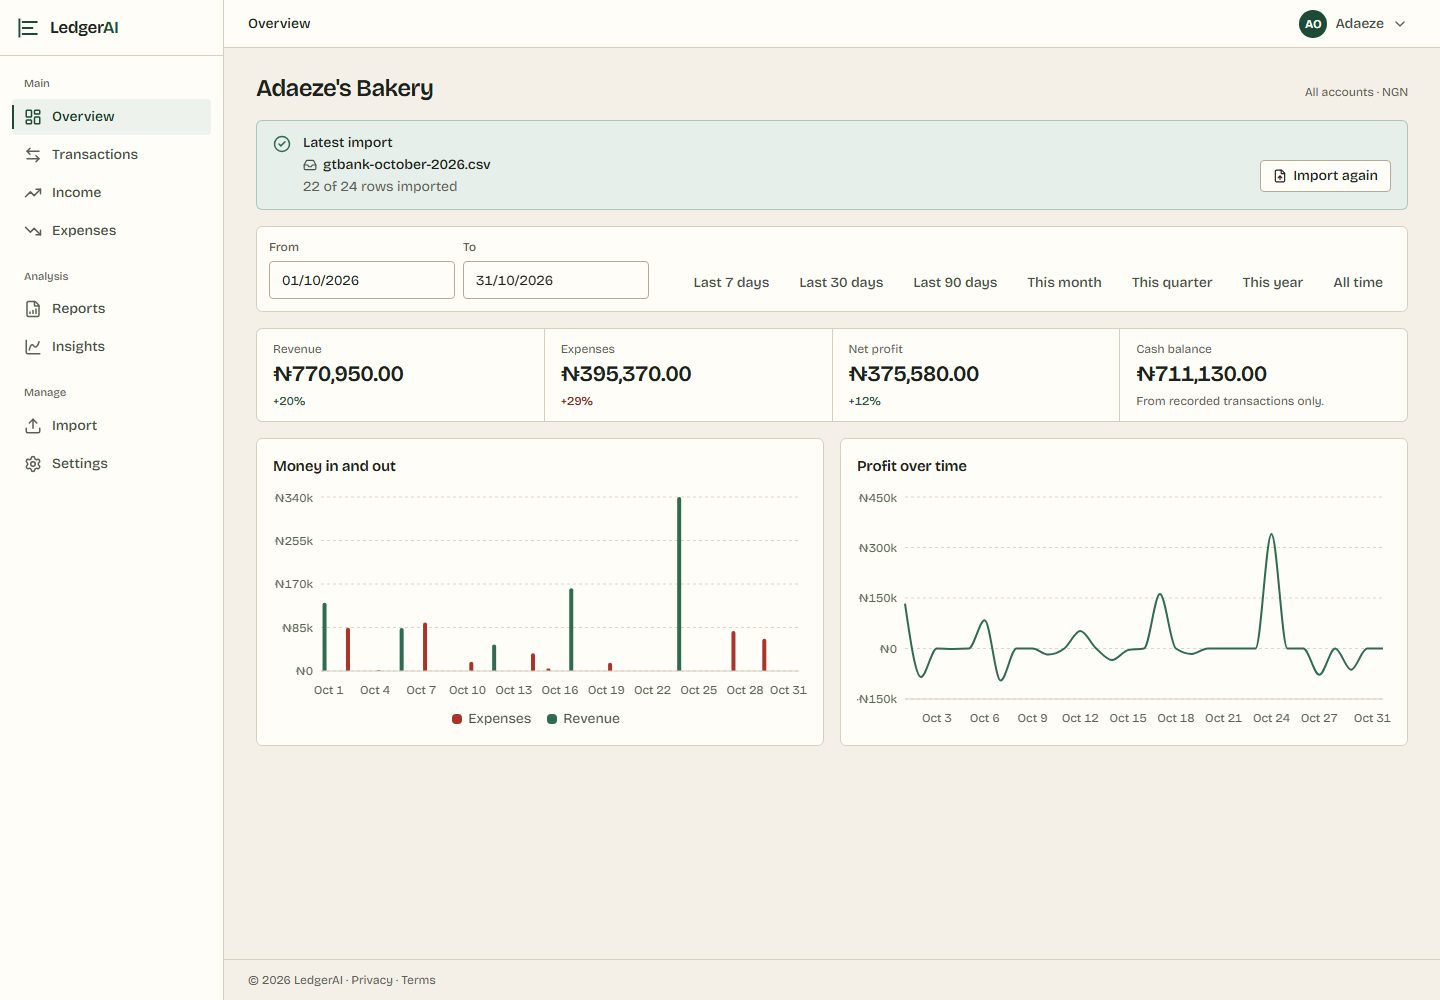 LedgerAI
Main
Overview
Transactions
Income
Expenses
Analysis
Reports
Insights
Manage
Import
Settings
Overview
AO Adaeze
Adaeze's Bakery
All accounts · NGN
Latest import
gtbank-october-2026.csv
22 of 24 rows imported
Import again
From To
01/10/2026 31/10/2026
Last 7 days Last 30 days Last 90 days This month This quarter This year All time
Revenue
₦770,950.00
+20%
Expenses
₦395,370.00
+29%
Net profit
₦375,580.00
+12%
Cash balance
₦711,130.00
From recorded transactions only.
Money in and out
₦340k
₦255k
₦170k
₦85k
₦0
Oct 1 Oct 4 Oct 7 Oct 10 Oct 13 Oct 16 Oct 19 Oct 22 Oct 25 Oct 28 Oct 31
Expenses Revenue
Profit over time
₦450k
₦300k
₦150k
₦0
-₦150k
Oct 3 Oct 6 Oct 9 Oct 12 Oct 15 Oct 18 Oct 21 Oct 24 Oct 27 Oct 31
© 2026 LedgerAI · Privacy · Terms